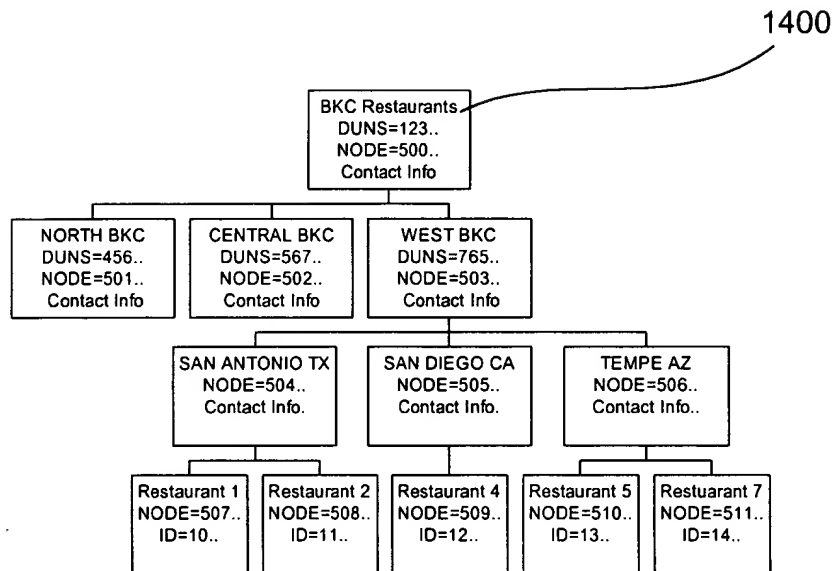 1400
BKC Restaurants
DUNS=123..
NODE=500..
Contact Info
NORTH BKC
DUNS=456..
NODE=501..
Contact Info
CENTRAL BKC
DUNS=567..
NODE=502..
Contact Info
WEST BKC
DUNS=765..
NODE=503..
Contact Info
SAN ANTONIO TX
NODE=504..
Contact Info.
SAN DIEGO CA
NODE=505..
Contact Info.
TEMPE AZ
NODE=506..
Contact Info..
Restaurant 1
NODE=507..
ID=10..
Restaurant 2
NODE=508..
ID=11..
Restaurant 4
NODE=509..
ID=12..
Restaurant 5
NODE=510..
ID=13..
Restuarant 7
NODE=511..
ID=14..